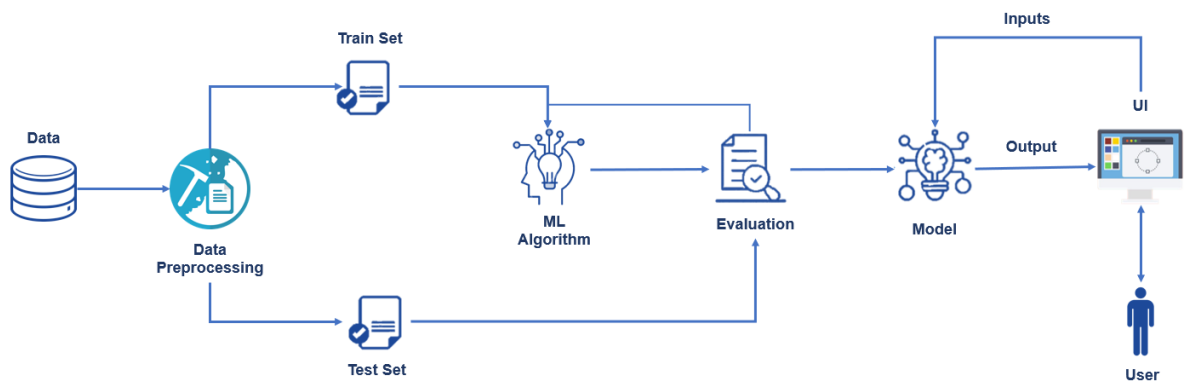 Inputs
Train Set
UI
Data
Output
ML
Algorithm
Evaluation
Model
Data
Preprocessing
Test Set
User